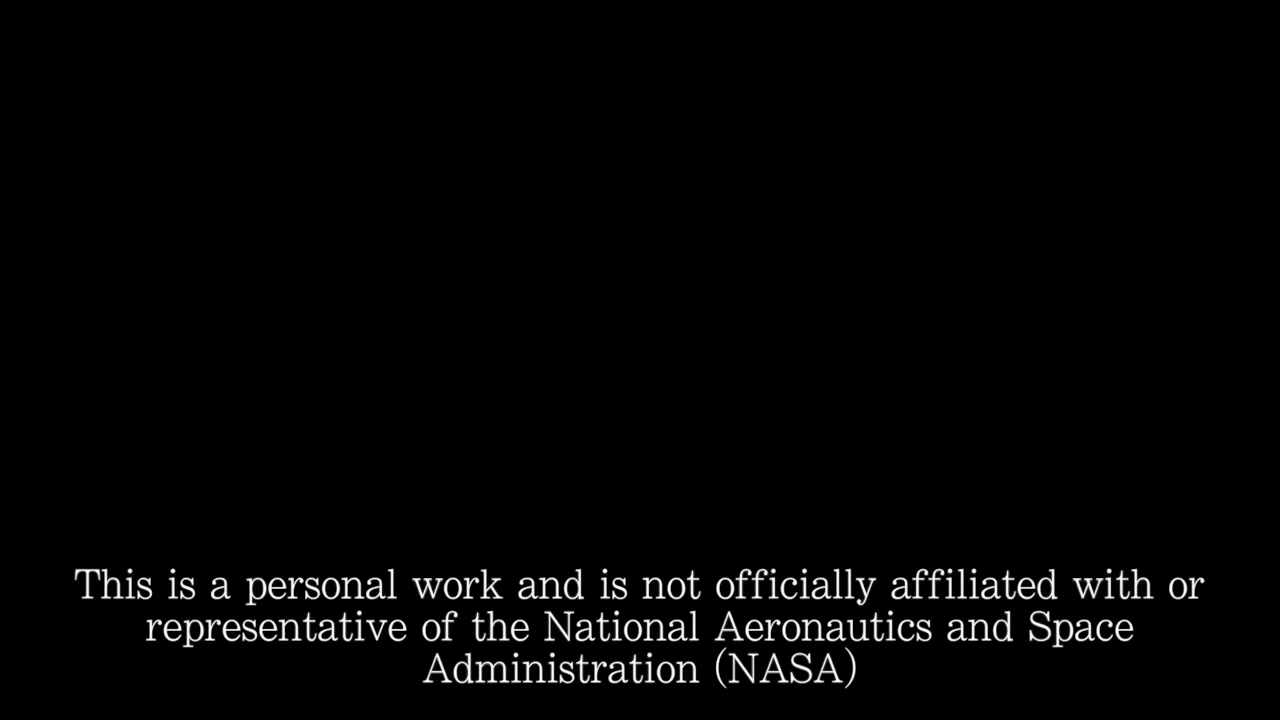 This is a personal work and is not officially affiliated with or
representative of the National Aeronautics and Space
Administration (NASA)